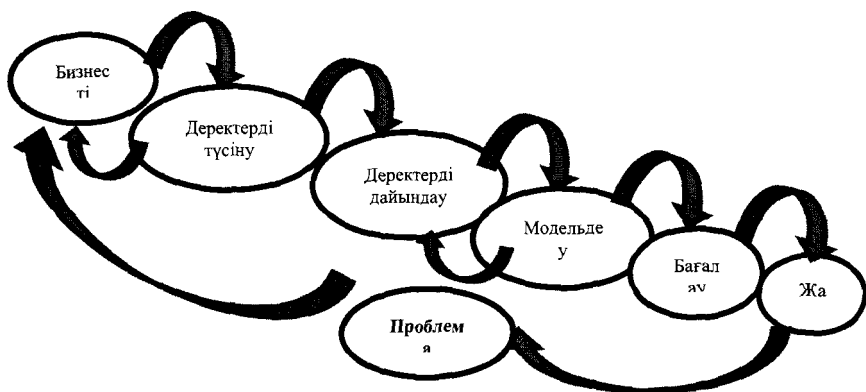 Бизнес
ті
Деректерді
түсіну
Деректерді
дайындау
Модельде
у
Бағал
ау
Жа
Проблем
а